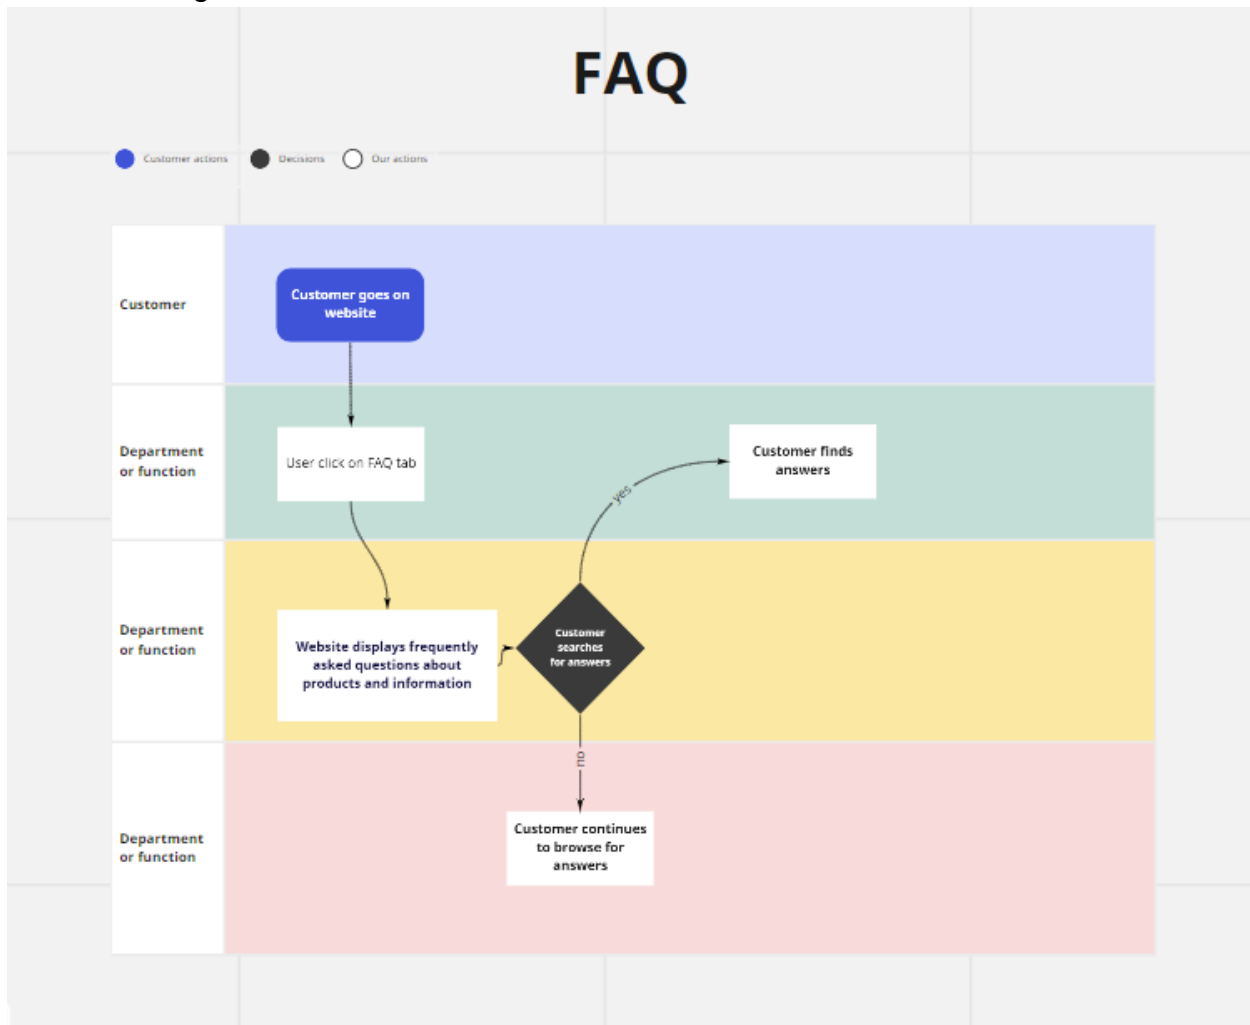 FAQ
Customer actions
Decisions
Our actions
Customer
Customer goes on
website
Department
or function
User click on FAQ tab
yes
Customer finds
answers
Department
or function
Website displays frequently
asked questions about
products and information
Customer
searches
for answers
no
Department
or function
Customer continues
to browse for
answers